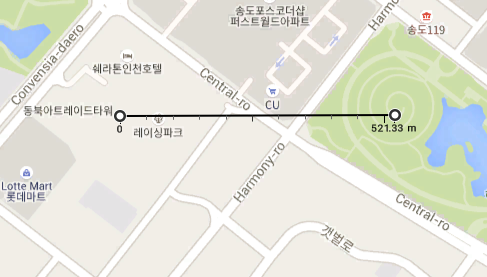 송도포스코더샵
퍼스트월드아파트
Harmony
송도119
Convensia-daero
쉐라톤인천호텔
Central-ro
CU
동북아트레이드타워
0
레이싱파크
521.33 m
Harmony-ro
Lotte Mart
롯데마트
Central-ro
갯벌로